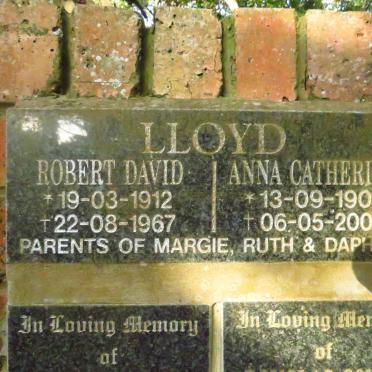 LLOYD
ROBERT DAVID ANNA CATHERI
* 19-03-1912 * 13-09-190
† 22-08-1967 † 06-05-200
PARENTS OF MARGIE, RUTH & DAPH
In Loving Memory In Loving Mem
of of